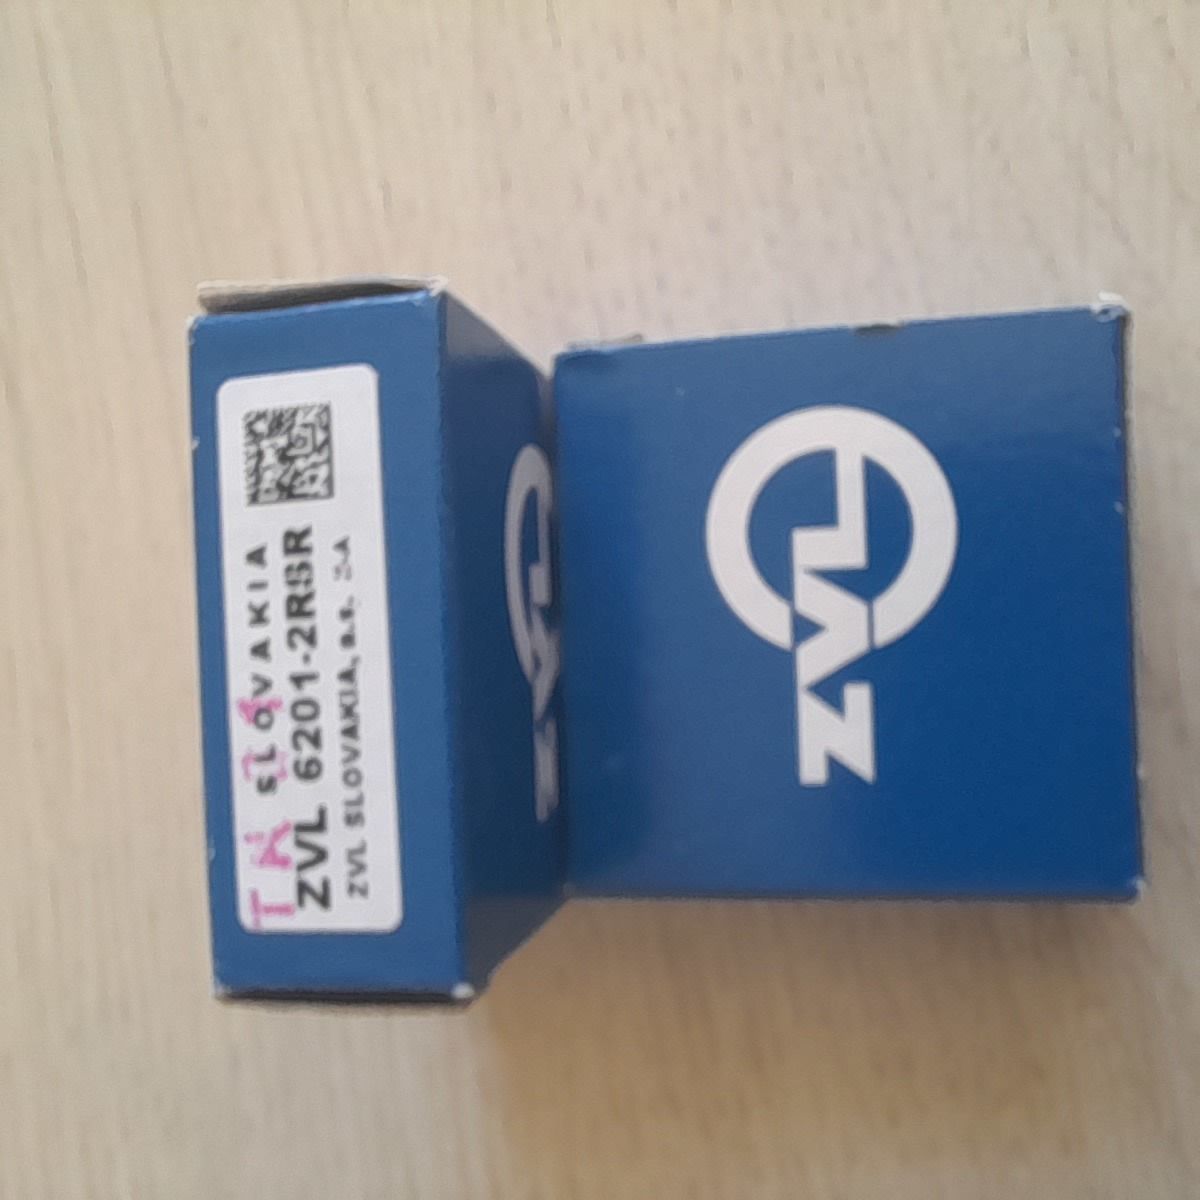 SLOVAKIA
ZVL 6201-2RSR
ZVL SLOVAKIA, a.s.
ZVL
ZVL